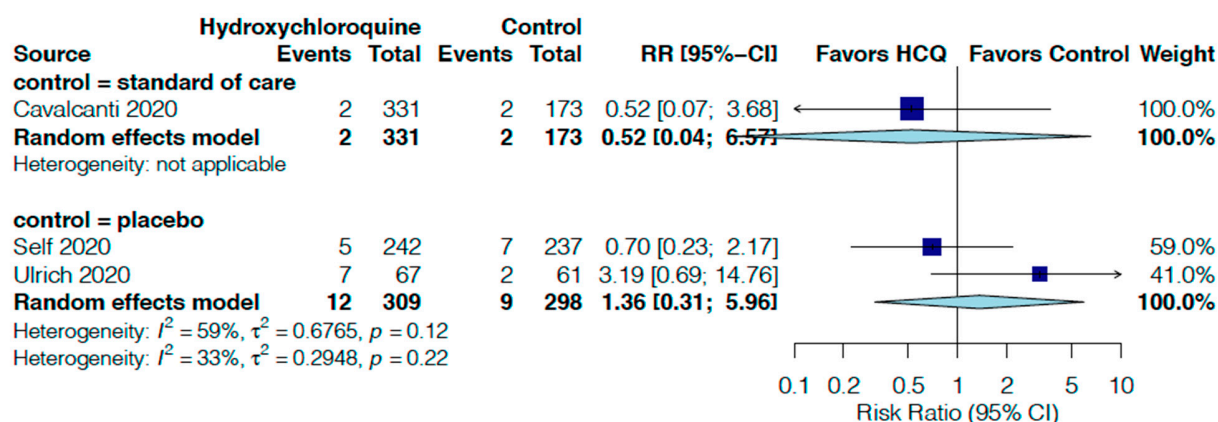 Hydroxychloroquine Control
Source Events Total Events Total RR [95%−CI] Favors HCQ Favors Control Weight
control = standard of care
Cavalcanti 2020 2 331 2 173 0.52 [0.07; 3.68] 100.0%
Random effects model 2 331 2 173 0.52 [0.04; 6.57] 100.0%
Heterogeneity: not applicable
control = placebo
Self 2020 5 242 7 237 0.70 [0.23; 2.17] 59.0%
Ulrich 2020 7 67 2 61 3.19 [0.69; 14.76] 41.0%
Random effects model 12 309 9 298 1.36 [0.31; 5.96] 100.0%
Heterogeneity: I² = 59%, τ² = 0.6765, p = 0.12
Heterogeneity: I² = 33%, τ² = 0.2948, p = 0.22
0.1 0.2 0.5 1 2 5 10
Risk Ratio (95% CI)